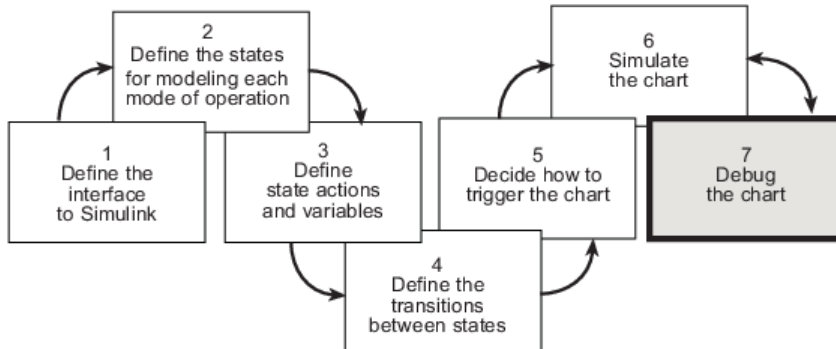 1
Define the
interface
to Simulink
2
Define the states
for modeling each
mode of operation
3
Define
state actions
and variables
4
Define the
transitions
between states
5
Decide how to
trigger the chart
6
Simulate
the chart
7
Debug
the chart